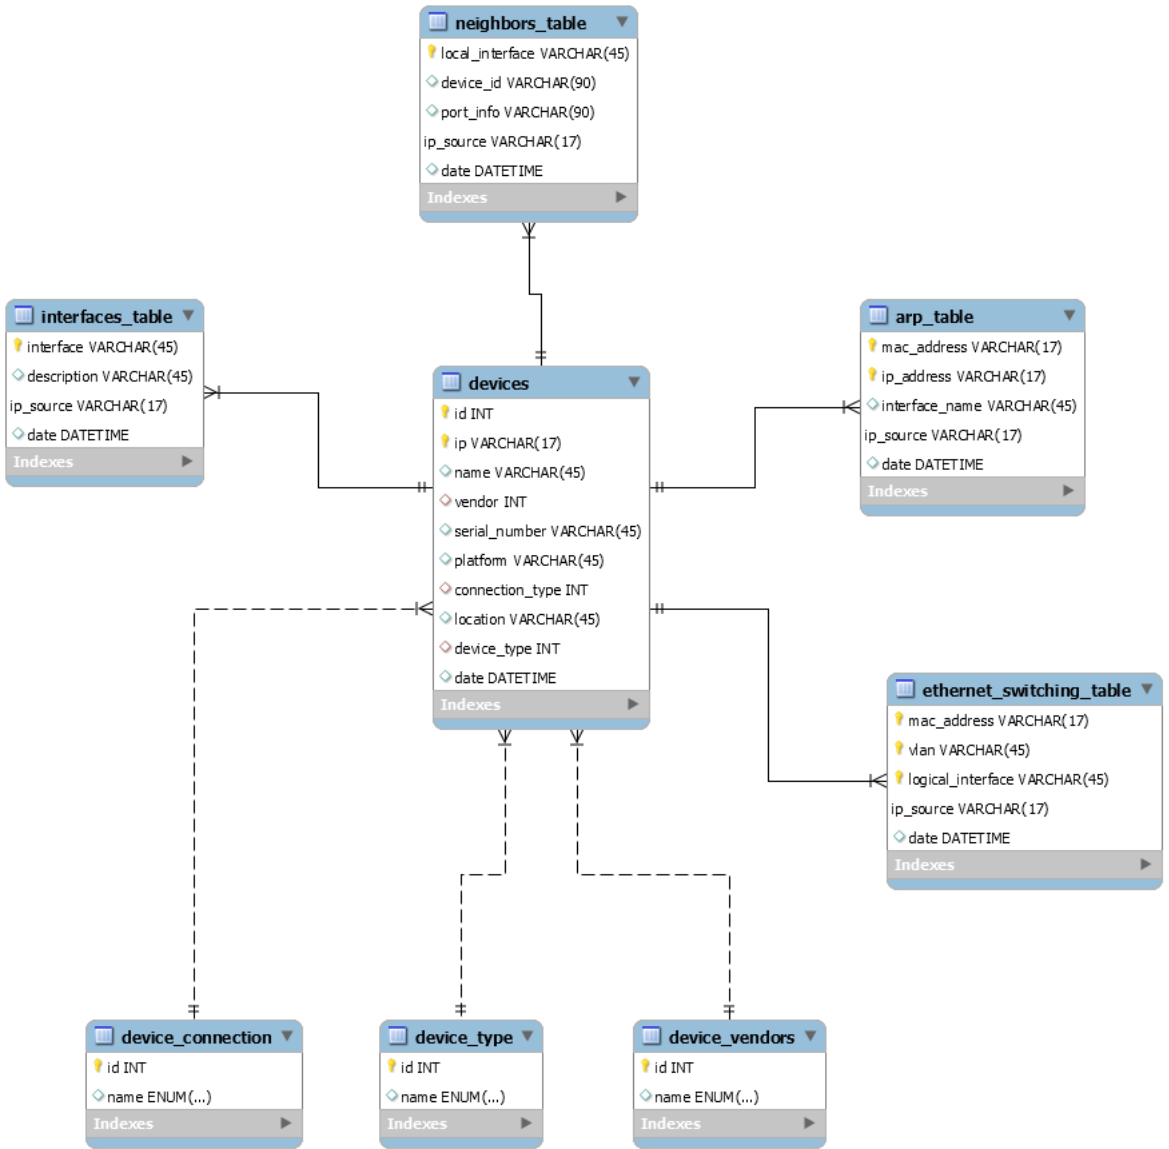 neighbors_table
local_interface VARCHAR(45)
device_id VARCHAR(90)
port_info VARCHAR(90)
ip_source VARCHAR(17)
date DATETIME
Indexes
interfaces_table
interface VARCHAR(45)
description VARCHAR(45)
ip_source VARCHAR(17)
date DATETIME
Indexes
devices
id INT
ip VARCHAR(17)
name VARCHAR(45)
vendor INT
serial_number VARCHAR(45)
platform VARCHAR(45)
connection_type INT
location VARCHAR(45)
device_type INT
date DATETIME
Indexes
arp_table
mac_address VARCHAR(17)
ip_address VARCHAR(17)
interface_name VARCHAR(45)
ip_source VARCHAR(17)
date DATETIME
Indexes
ethernet_switching_table
mac_address VARCHAR(17)
vlan VARCHAR(45)
logical_interface VARCHAR(45)
ip_source VARCHAR(17)
date DATETIME
Indexes
device_connection
id INT
name ENUM(...)
Indexes
device_type
id INT
name ENUM(...)
Indexes
device_vendors
id INT
name ENUM(...)
Indexes